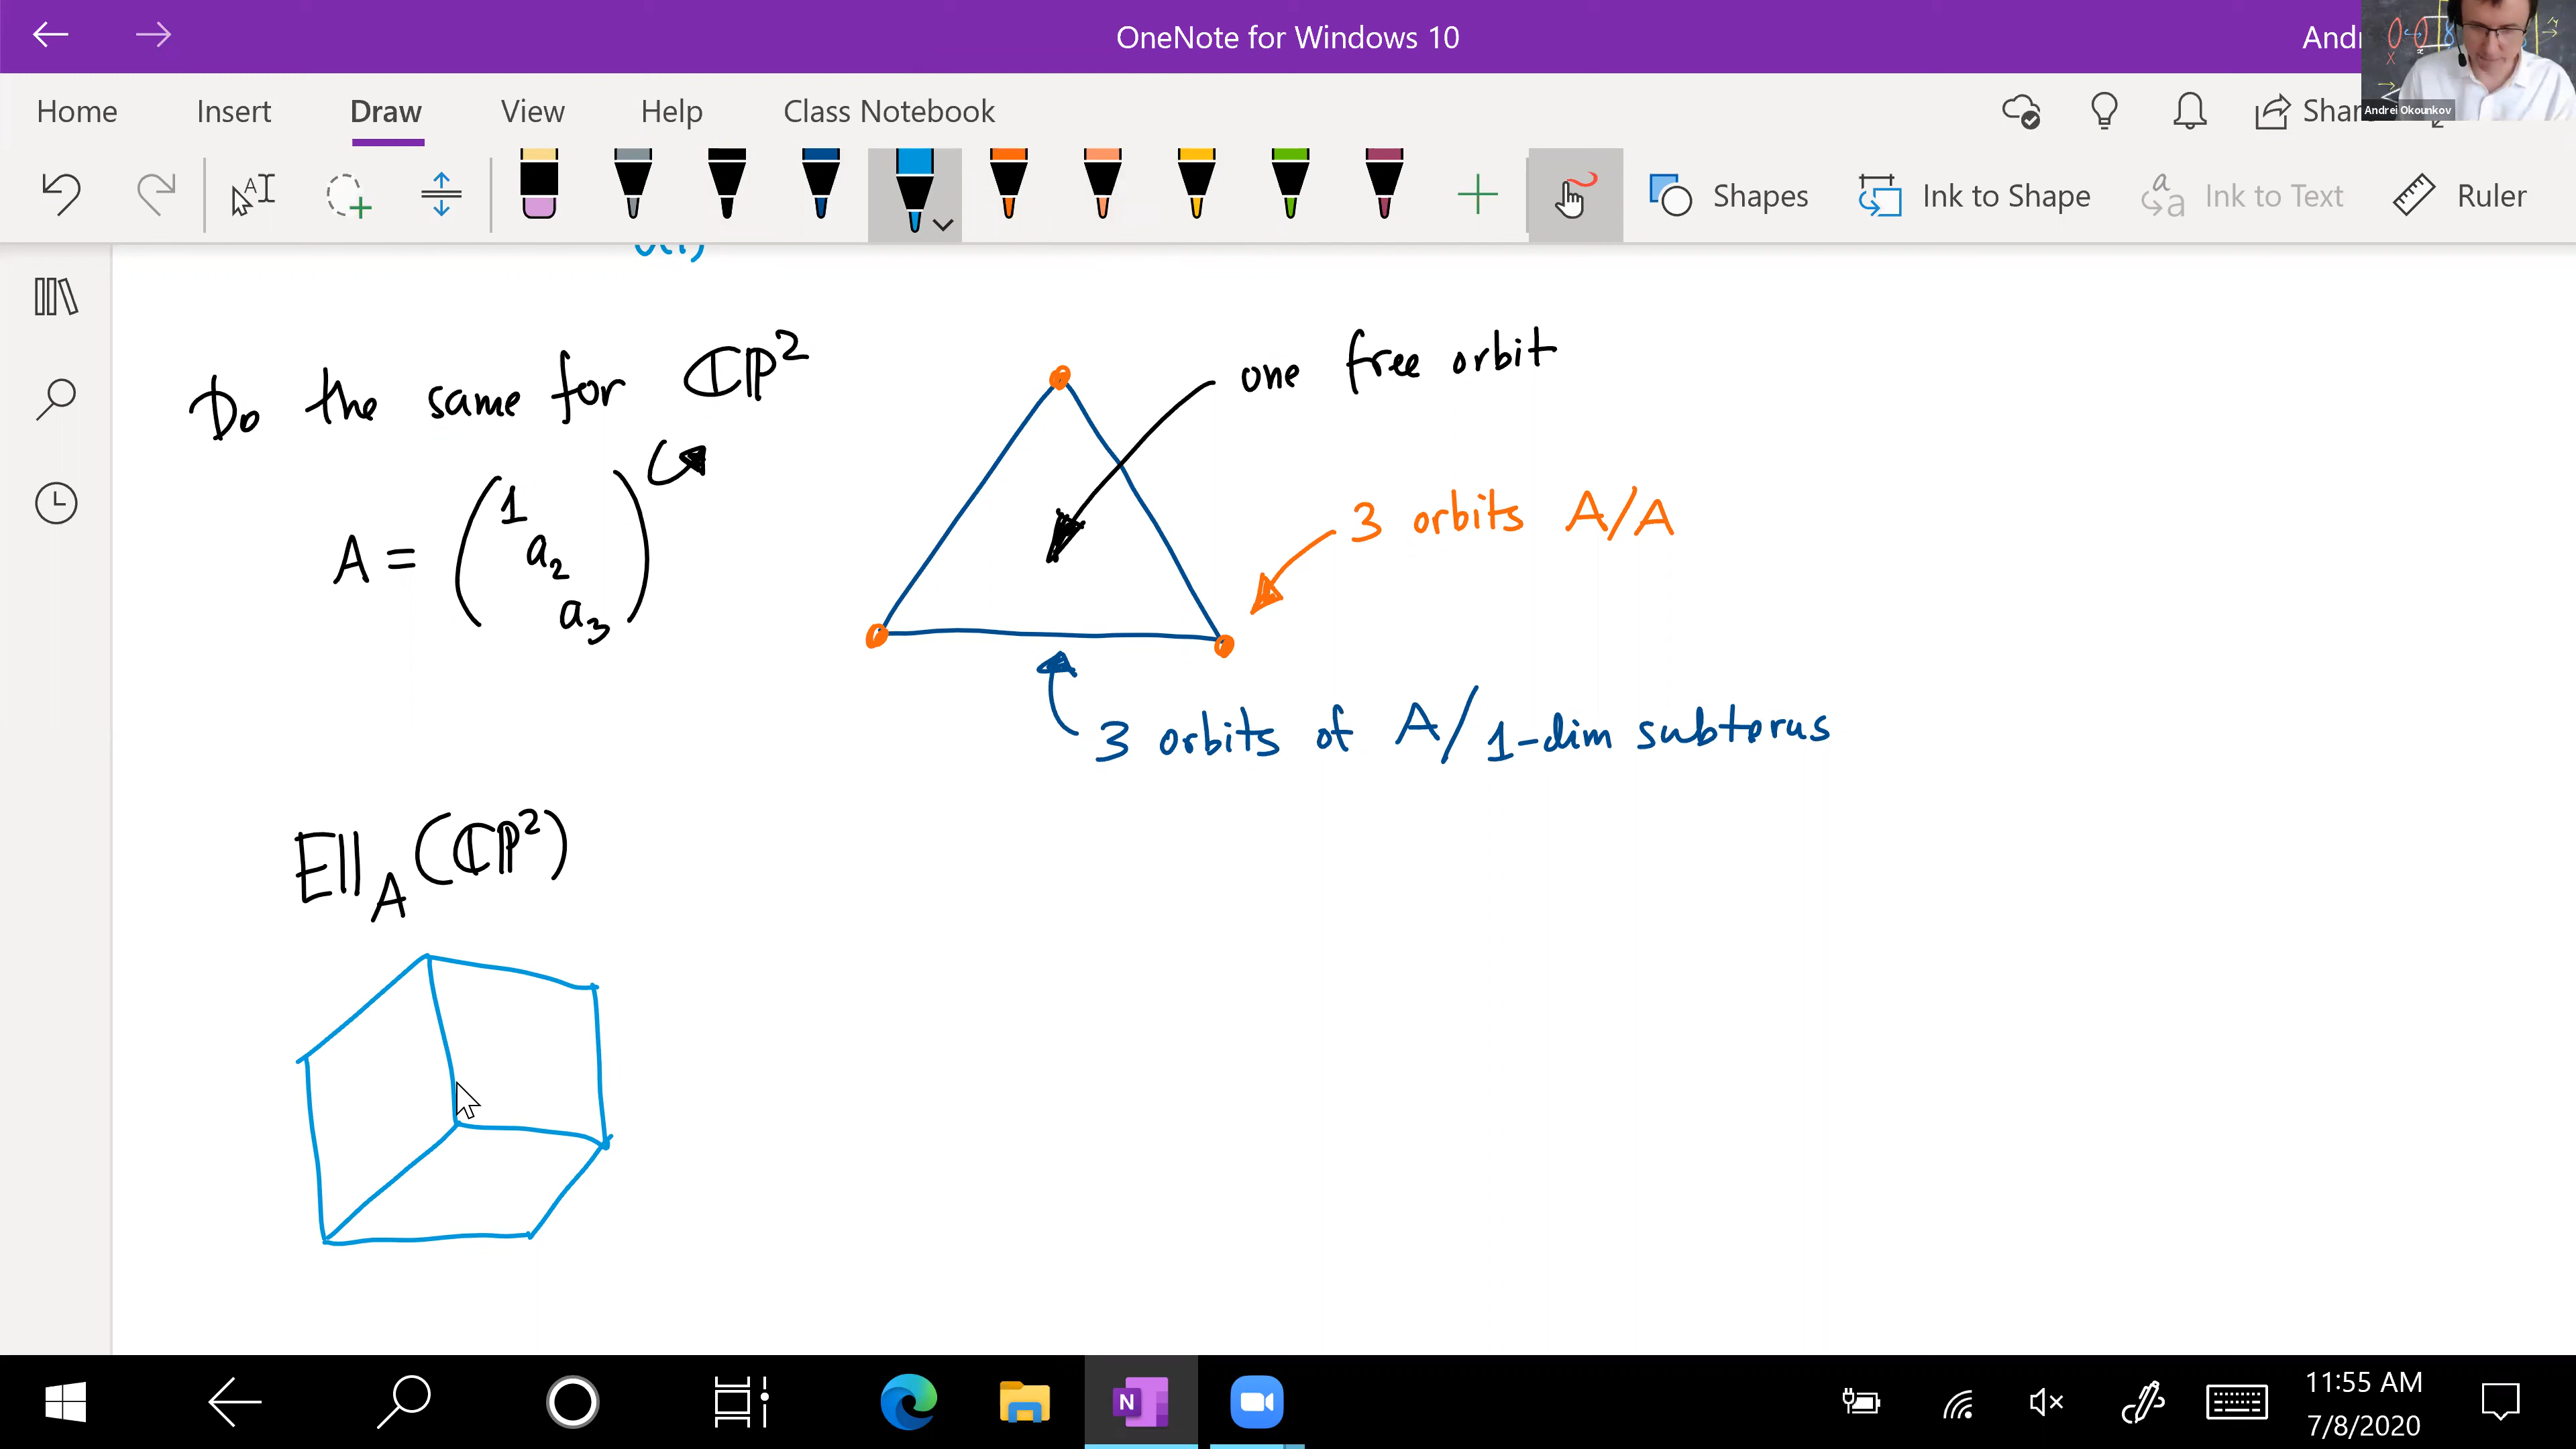 OneNote for Windows 10
Andrei Okounkov
Home Insert Draw View Help Class Notebook
Shapes Ink to Shape Ink to Text Ruler
Do the same for ℂℙ²
one free orbit
A = (1 a₂ a₃)
3 orbits A/A
3 orbits of A/1-dim subtorus
Ell_A(ℂℙ²)
11:55 AM
7/8/2020